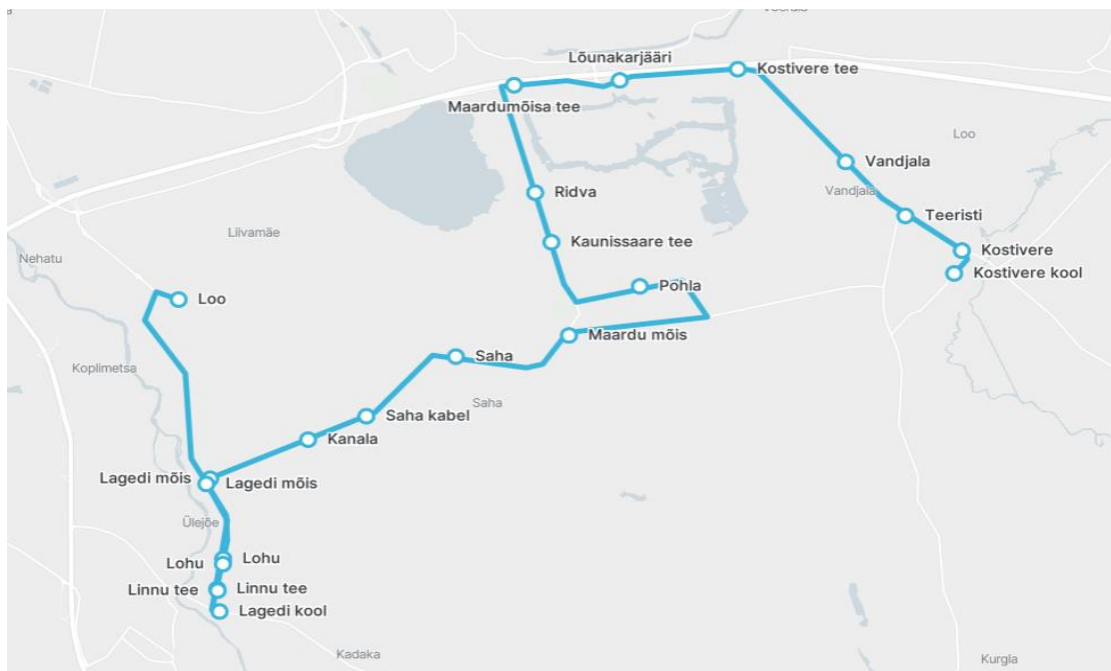 Lõunakarjääri
Kostivere tee
Maardumõisa tee
Loo
Vandjala
Vandjala
Ridva
Teeristi
Liivamäe
Kaunissaare tee
Kostivere
Nehatu
Kostivere kool
Pohla
Loo
Maardu mõis
Saha
Koplimetsa
Saha
Saha kabel
Kanala
Lagedi mõis
Lagedi mõis
Ülejõe
Lohu
Lohu
Linnu tee
Linnu tee
Lagedi kool
Kadaka
Kurgla